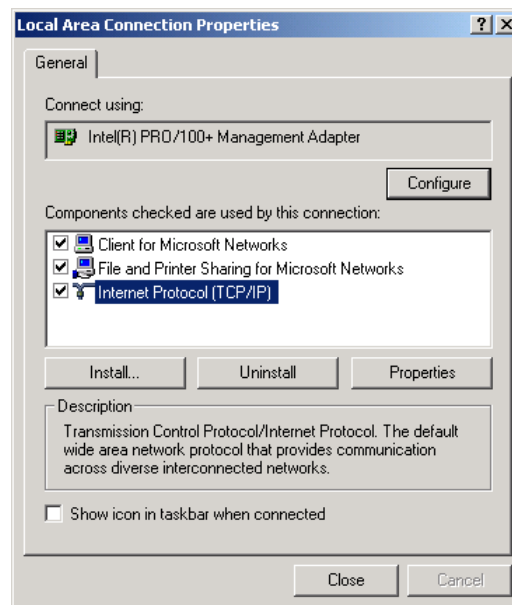 Local Area Connection Properties
General
Connect using:
Intel(R) PRO/100+ Management Adapter
Configure
Components checked are used by this connection:
Client for Microsoft Networks
File and Printer Sharing for Microsoft Networks
Internet Protocol (TCP/IP)
Install...
Uninstall
Properties
Description
Transmission Control Protocol/Internet Protocol. The default
wide area network protocol that provides communication
across diverse interconnected networks.
Show icon in taskbar when connected
Close
Cancel